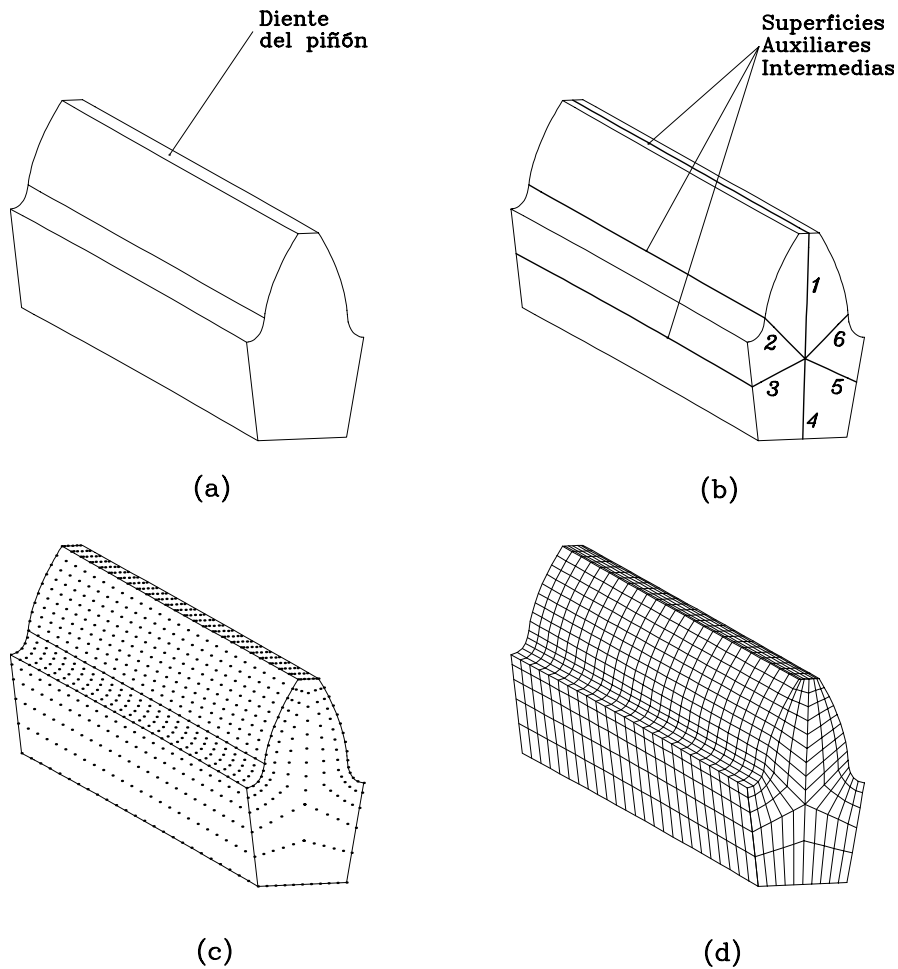 Diente
del piñón
Superficies
Auxiliares
Intermedias
1
2
6
3
5
4
(a)
(b)
(c)
(d)